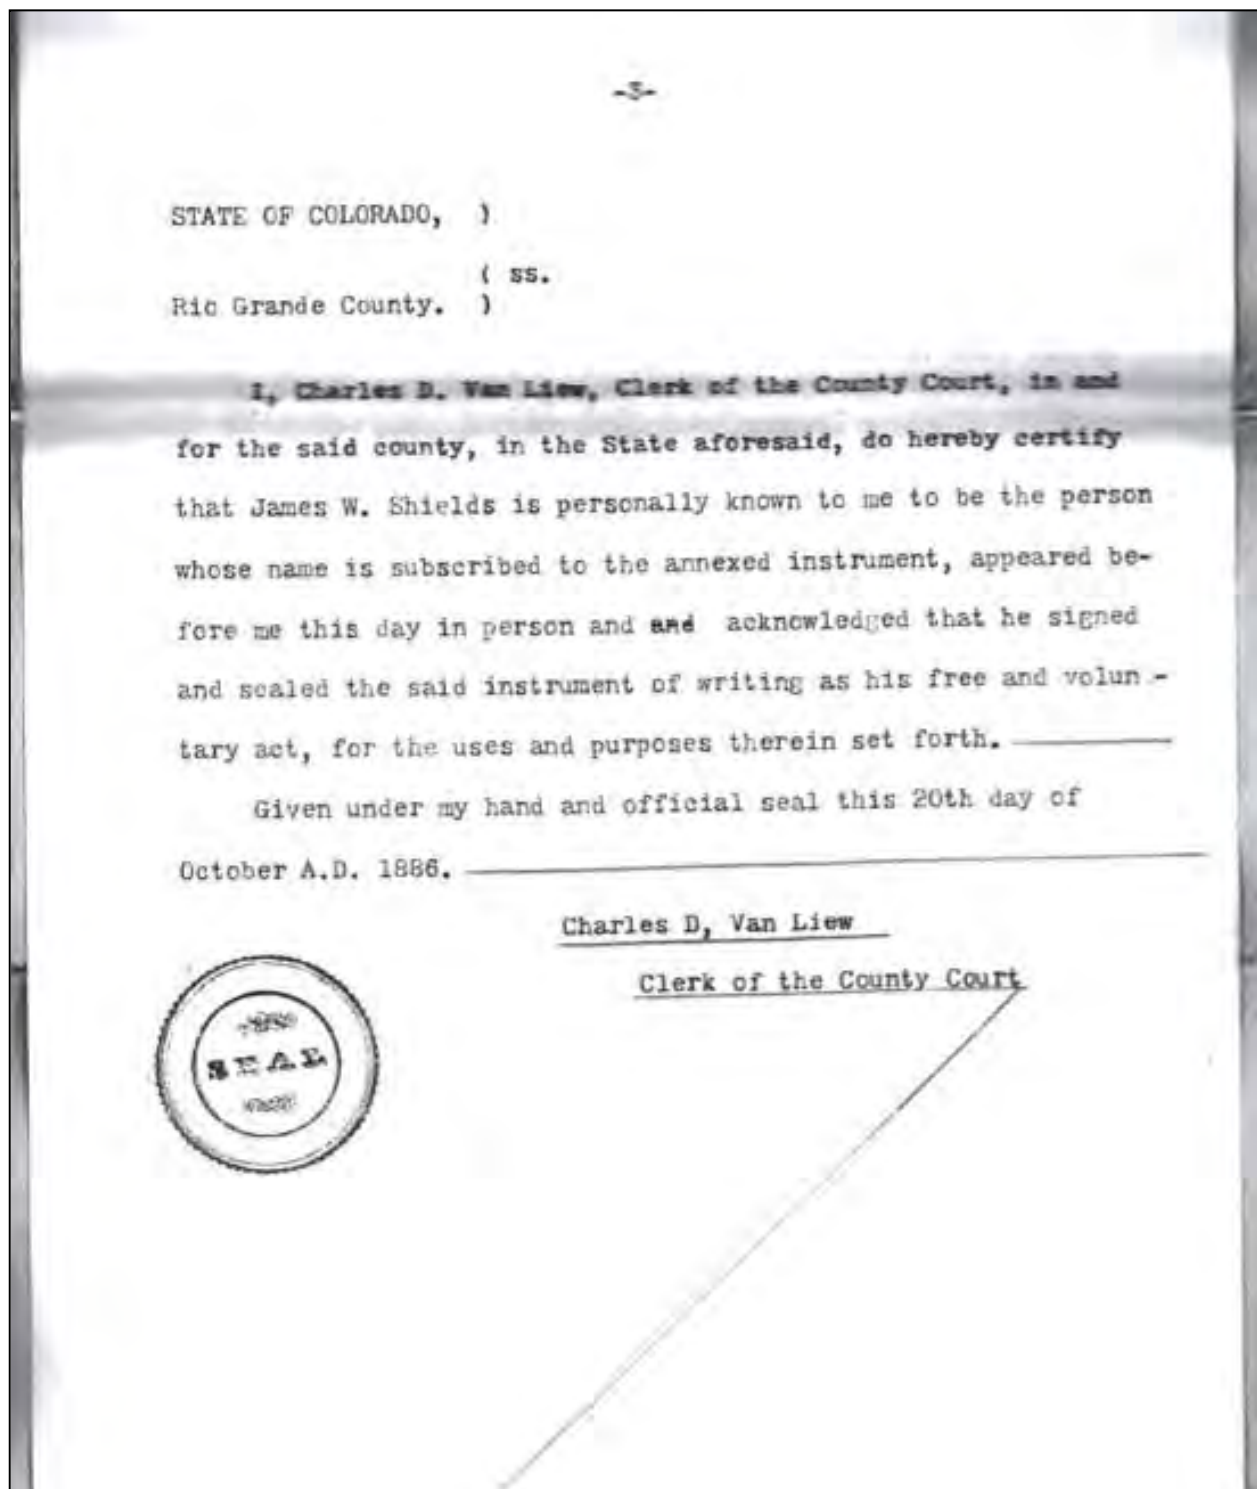 -3-
STATE OF COLORADO, )
( ss.
Rio Grande County. )
I, Charles D. Van Liew, Clerk of the County Court, in and
for the said county, in the State aforesaid, do hereby certify
that James W. Shields is personally known to me to be the person
whose name is subscribed to the annexed instrument, appeared be-
fore me this day in person and and acknowledged that he signed
and sealed the said instrument of writing as his free and volun -
tary act, for the uses and purposes therein set forth.
Given under my hand and official seal this 20th day of
October A.D. 1886.
Charles D, Van Liew
Clerk of the County Court
SEAL